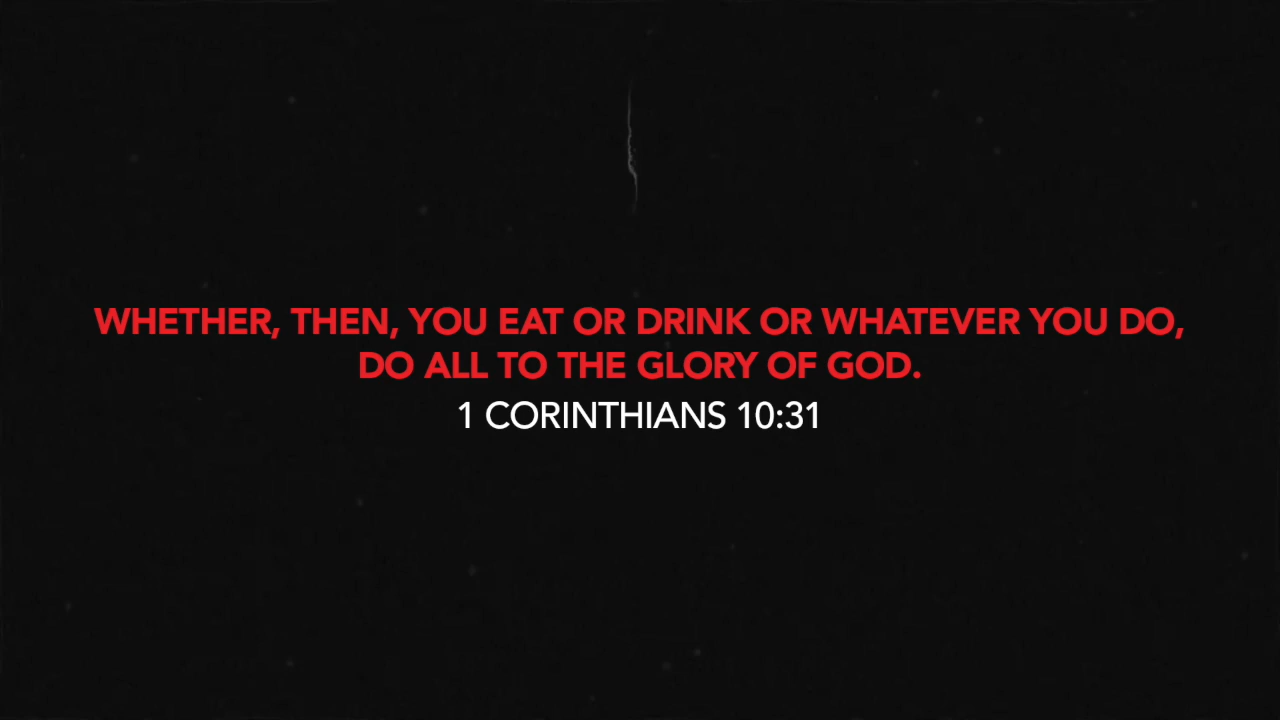 WHETHER, THEN, YOU EAT OR DRINK OR WHATEVER YOU DO,
DO ALL TO THE GLORY OF GOD.
1 CORINTHIANS 10:31